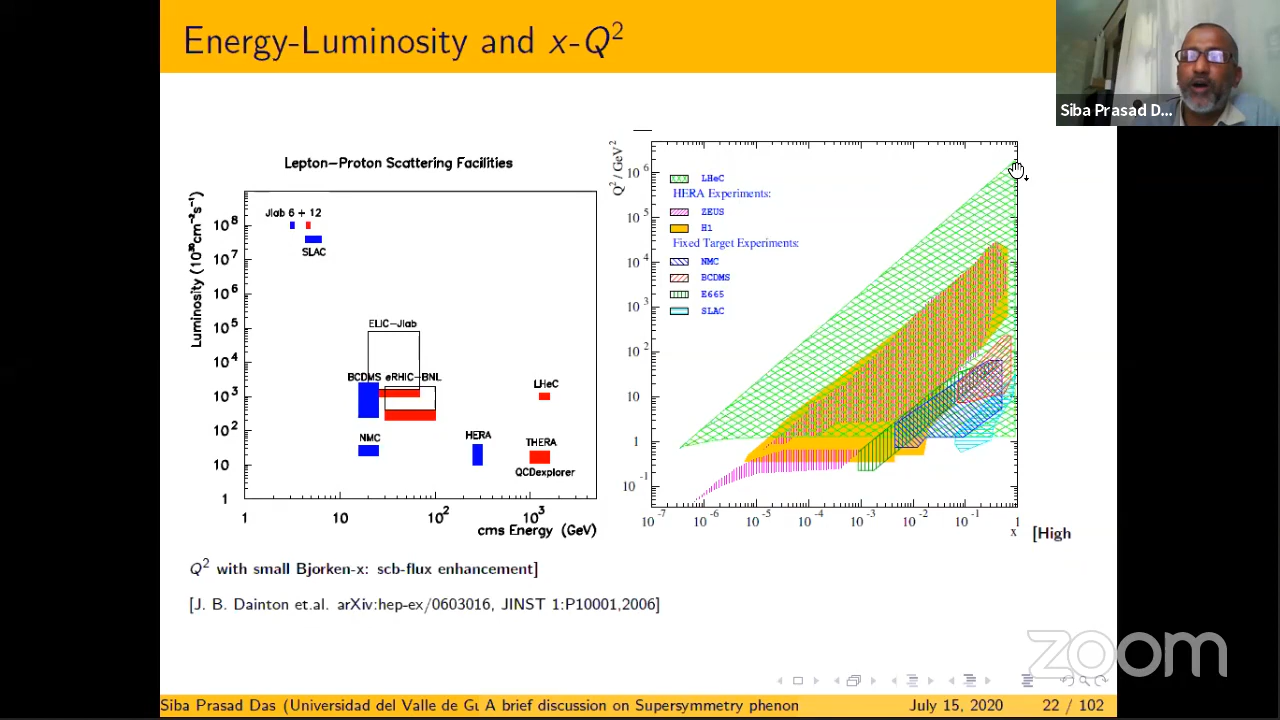 Energy-Luminosity and x-Q²
Siba Prasad D...
Lepton-Proton Scattering Facilities
Luminosity (10³⁰cm⁻²s⁻¹)
10⁸
10⁷
10⁶
10⁵
10⁴
10³
10²
10
1
Jlab 6 + 12
SLAC
ELIC-Jlab
BCDMS eRHIC-BNL
LHeC
NMC
HERA
THERA
QCDexplorer
1
10
10²
10³
cms Energy (GeV)
Q² / GeV²
10⁶
10⁵
10⁴
10³
10²
10
1
10⁻¹
LHeC
HERA Experiments:
ZEUS
H1
Fixed Target Experiments:
NMC
BCDMS
E665
SLAC
10⁻⁷
10⁻⁶
10⁻⁵
10⁻⁴
10⁻³
10⁻²
10⁻¹
1
x
[High
Q² with small Bjorken-x: scb-flux enhancement]
[J. B. Dainton et.al. arXiv:hep-ex/0603016, JINST 1:P10001,2006]
zoom
Siba Prasad Das (Universidad del Valle de Gu A brief discussion on Supersymmetry phenon
July 15, 2020
22 / 102